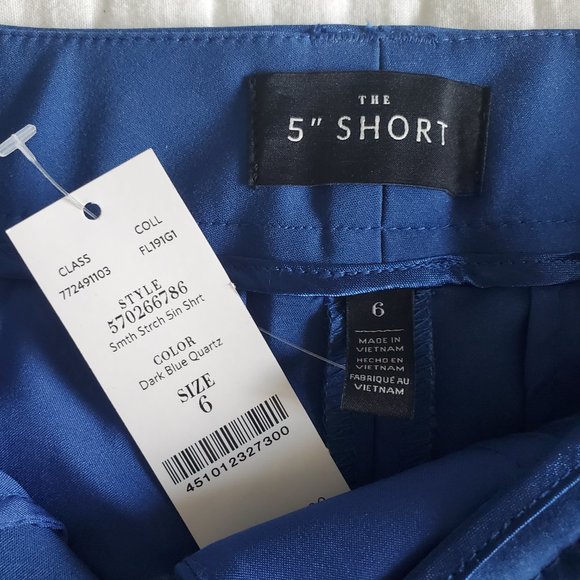 THE
5" SHORT
CLASS
772491103
COLL
FL191G1
STYLE
570266786
Smth Strch 5in Shrt
COLOR
Dark Blue Quartz
SIZE
6
451012327300
6
MADE IN
VIETNAM
HECHO EN
VIETNAM
FABRIQUÉ AU
VIETNAM